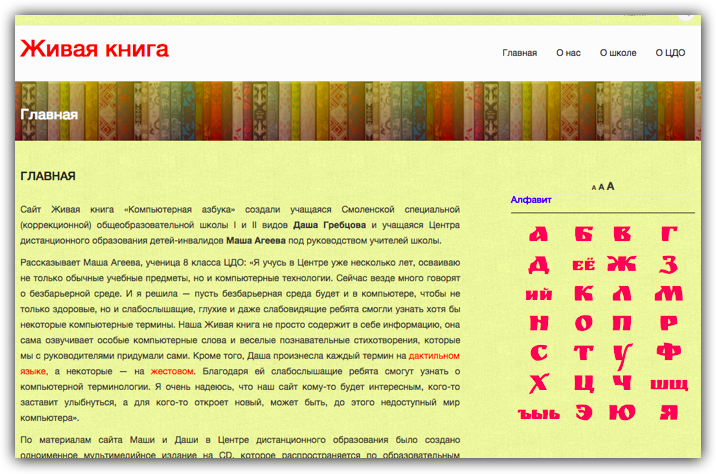 Живая книга
Главная О нас О школе О ЦДО
Главная
ГЛАВНАЯ
Сайт Живая книга «Компьютерная азбука» создали учащаяся Смоленской специальной
(коррекционной) общеобразовательной школы I и II видов Даша Гребцова и учащаяся Центра
дистанционного образования детей-инвалидов Маша Агеева под руководством учителей школы.
Рассказывает Маша Агеева, ученица 8 класса ЦДО: «Я учусь в Центре уже несколько лет, осваиваю
не только обычные учебные предметы, но и компьютерные технологии. Сейчас везде много говорят
о безбарьерной среде. И я решила — пусть безбарьерная среда будет и в компьютере, чтобы не
только здоровые, но и слабослышащие, глухие и даже слабовидящие ребята смогли узнать хотя бы
некоторые компьютерные термины. Наша Живая книга не просто содержит в себе информацию, она
сама озвучивает особые компьютерные слова и веселые познавательные стихотворения, которые
мы с руководителями придумали сами. Кроме того, Даша произнесла каждый термин на дактильном
языке, а некоторые — на жестовом. Благодаря ей слабослышащие ребята смогут узнать о
компьютерной терминологии. Я очень надеюсь, что наш сайт кому-то будет интересным, кого-то
заставит улыбнуться, а для кого-то откроет новый, может быть, до этого недоступный мир
компьютера».
По материалам сайта Маши и Даши в Центре дистанционного образования было создано
одноименное мультимедийное издание на CD, которое распространяется по образовательным
А А А
Алфавит
А Б В Г
Д ЕЁ Ж З
ИЙ К Л М
Н О П Р
С Т У Ф
Х Ц Ч ШЩ
ЪЫЬ Э Ю Я